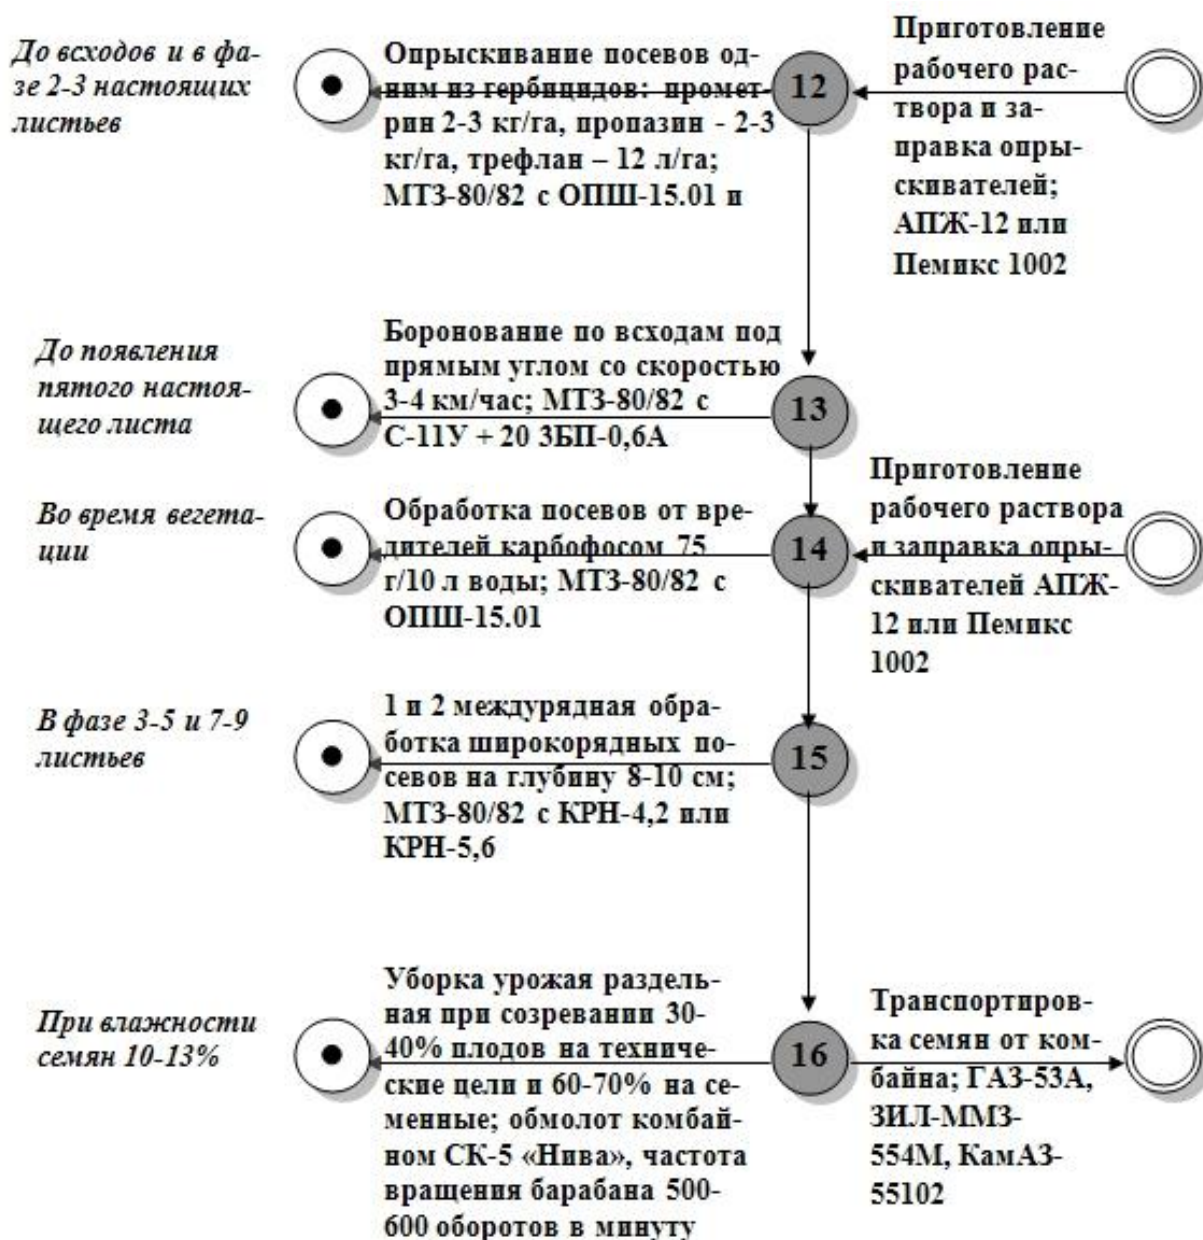 До всходов и в фа-
зе 2-3 настоящих
листьев
Опрыскивание посевов од-
ним из гербицидов: промет-
рин 2-3 кг/га, пропазин - 2-3
кг/га, трефлан – 12 л/га;
МТЗ-80/82 с ОПШ-15.01 и
12
Приготовление
рабочего рас-
твора и за-
правка опры-
скивателей;
АПЖ-12 или
Пемикс 1002
До появления
пятого настоя-
щего листа
Боронование по всходам под
прямым углом со скоростью
3-4 км/час; МТЗ-80/82 с
С-11У + 20 ЗБП-0,6А
13
Во время вегета-
ции
Обработка посевов от вре-
дителей карбофосом 75
г/10 л воды; МТЗ-80/82 с
ОПШ-15.01
14
Приготовление
рабочего раствора
и заправка опры-
скивателей АПЖ-
12 или Пемикс
1002
В фазе 3-5 и 7-9
листьев
1 и 2 междурядная обра-
ботка широкорядных по-
севов на глубину 8-10 см;
МТЗ-80/82 с КРН-4,2 или
КРН-5,6
15
При влажности
семян 10-13%
Уборка урожая раздель-
ная при созревании 30-
40% плодов на техниче-
ские цели и 60-70% на се-
менные; обмолот комбай-
ном СК-5 «Нива», частота
вращения барабана 500-
600 оборотов в минуту
16
Транспортиров-
ка семян от ком-
байна; ГАЗ-53А,
ЗИЛ-ММЗ-
554М, КамАЗ-
55102